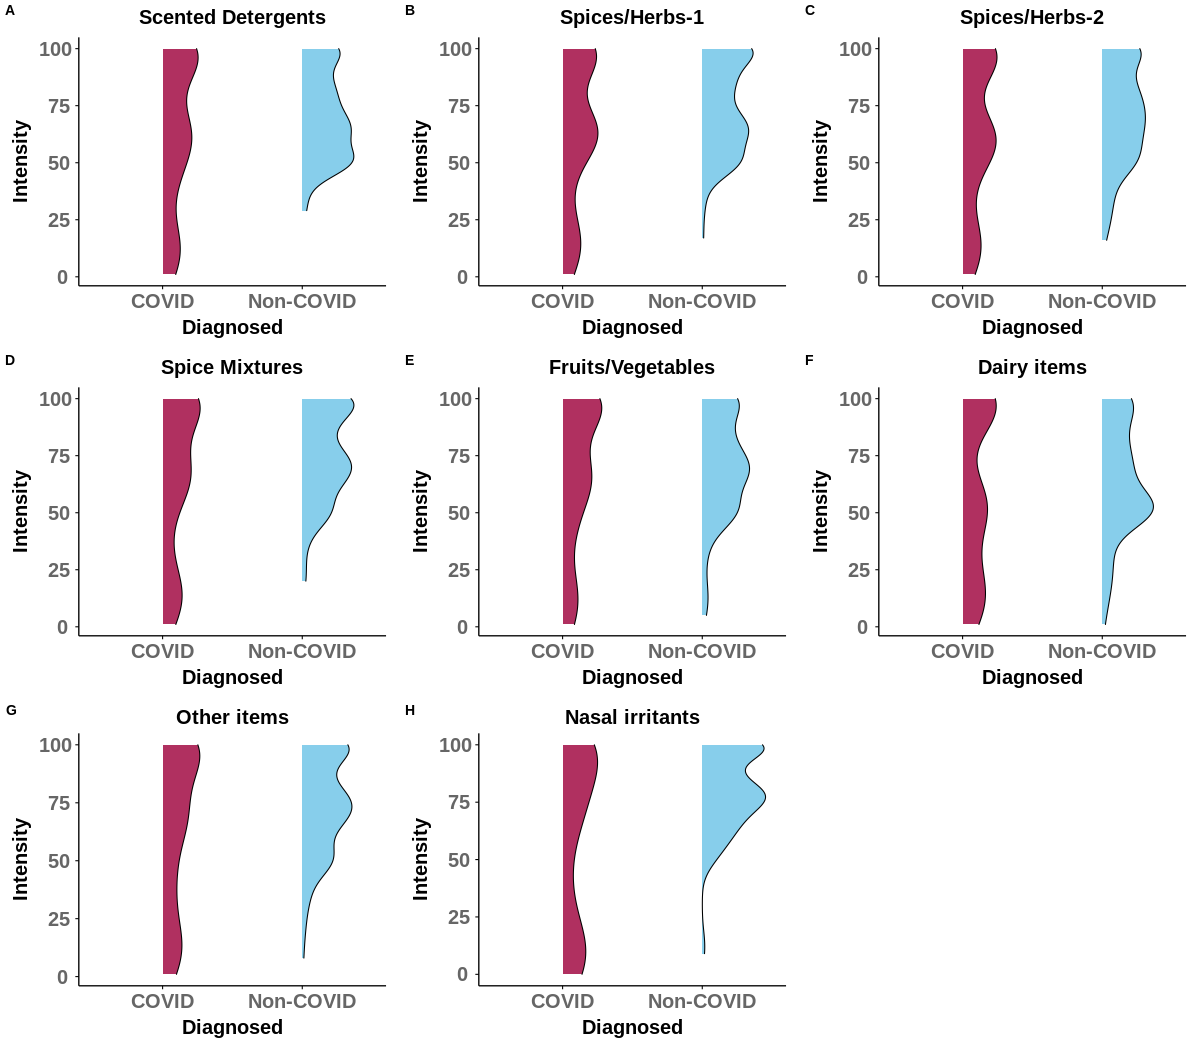 A
Scented Detergents
100
75
50
25
0
Intensity
COVID
Non-COVID
Diagnosed
B
Spices/Herbs-1
100
75
50
25
0
Intensity
COVID
Non-COVID
Diagnosed
C
Spices/Herbs-2
100
75
50
25
0
Intensity
COVID
Non-COVID
Diagnosed
D
Spice Mixtures
100
75
50
25
0
Intensity
COVID
Non-COVID
Diagnosed
E
Fruits/Vegetables
100
75
50
25
0
Intensity
COVID
Non-COVID
Diagnosed
F
Dairy items
100
75
50
25
0
Intensity
COVID
Non-COVID
Diagnosed
G
Other items
100
75
50
25
0
Intensity
COVID
Non-COVID
Diagnosed
H
Nasal irritants
100
75
50
25
0
Intensity
COVID
Non-COVID
Diagnosed